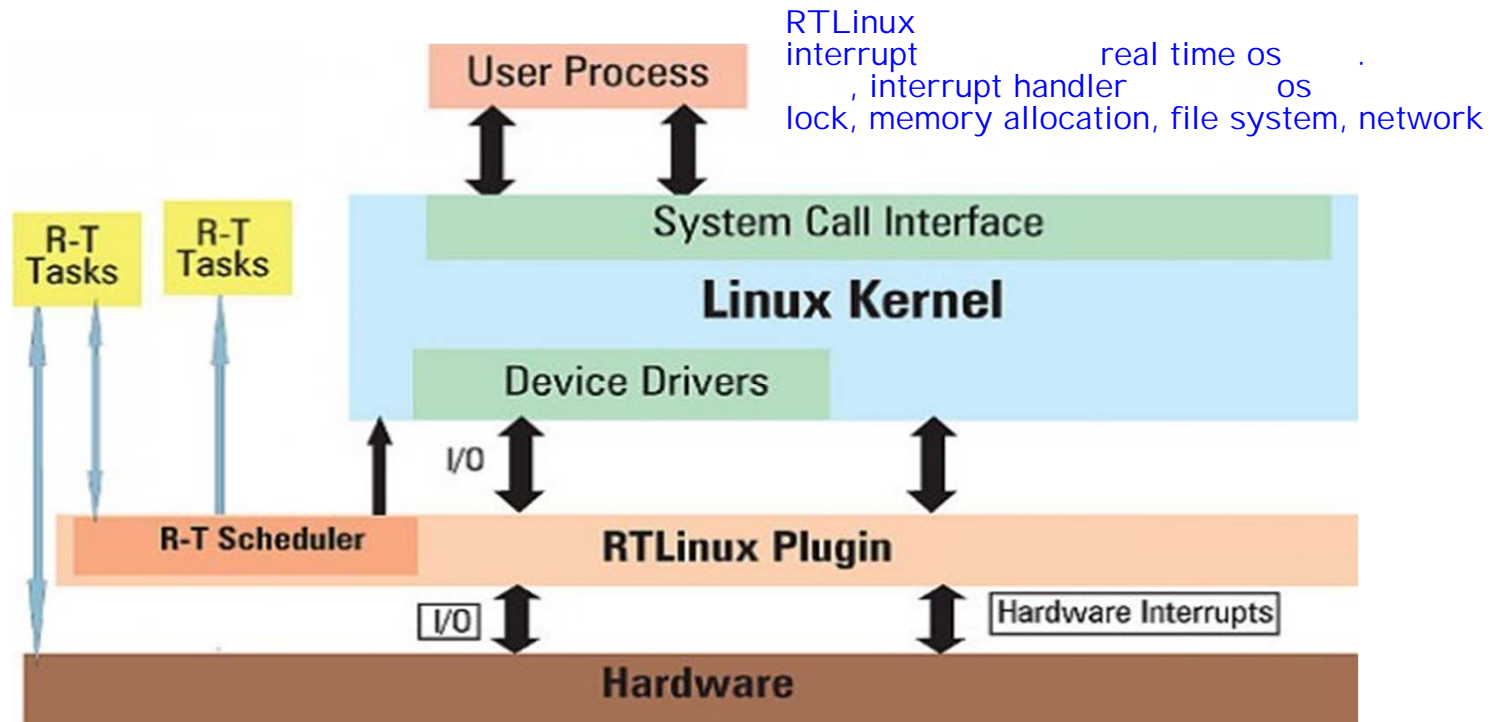 RTLinux
interrupt real time os .
, interrupt handler os
lock, memory allocation, file system, network
User Process
System Call Interface
R-T
Tasks
R-T
Tasks
Linux Kernel
Device Drivers
I/O
R-T Scheduler
RTLinux Plugin
I/O
Hardware Interrupts
Hardware